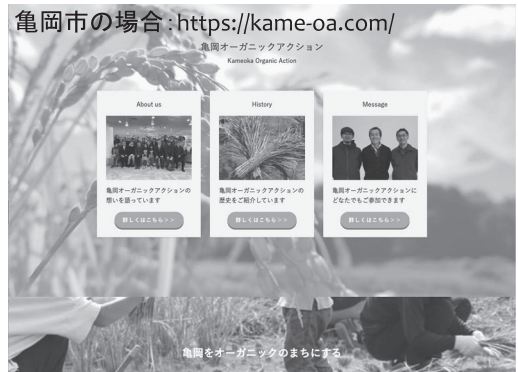 亀岡市の場合：https://kame-oa.com/
亀岡オーガニックアクション
Kameoka Organic Action
About us
亀岡オーガニックアクションの
想いを語っています
詳しくはこちら＞＞
History
亀岡オーガニックアクションの
歴史をご紹介しています
詳しくはこちら＞＞
Message
亀岡オーガニックアクションに
どなたでもご参加できます
詳しくはこちら＞＞
亀岡をオーガニックのまちにする